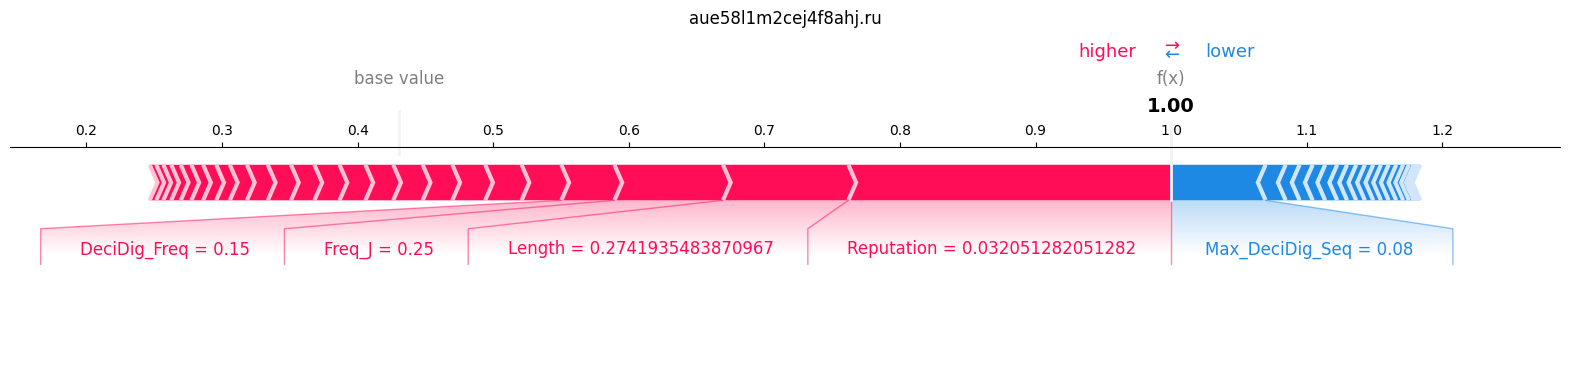 aue58l1m2cej4f8ahj.ru
higher ⇄ lower
base value f(x)
1.00
0.2 0.3 0.4 0.5 0.6 0.7 0.8 0.9 1.0 1.1 1.2
DeciDig_Freq = 0.15 Freq_J = 0.25 Length = 0.2741935483870967 Reputation = 0.032051282051282 Max_DeciDig_Seq = 0.08